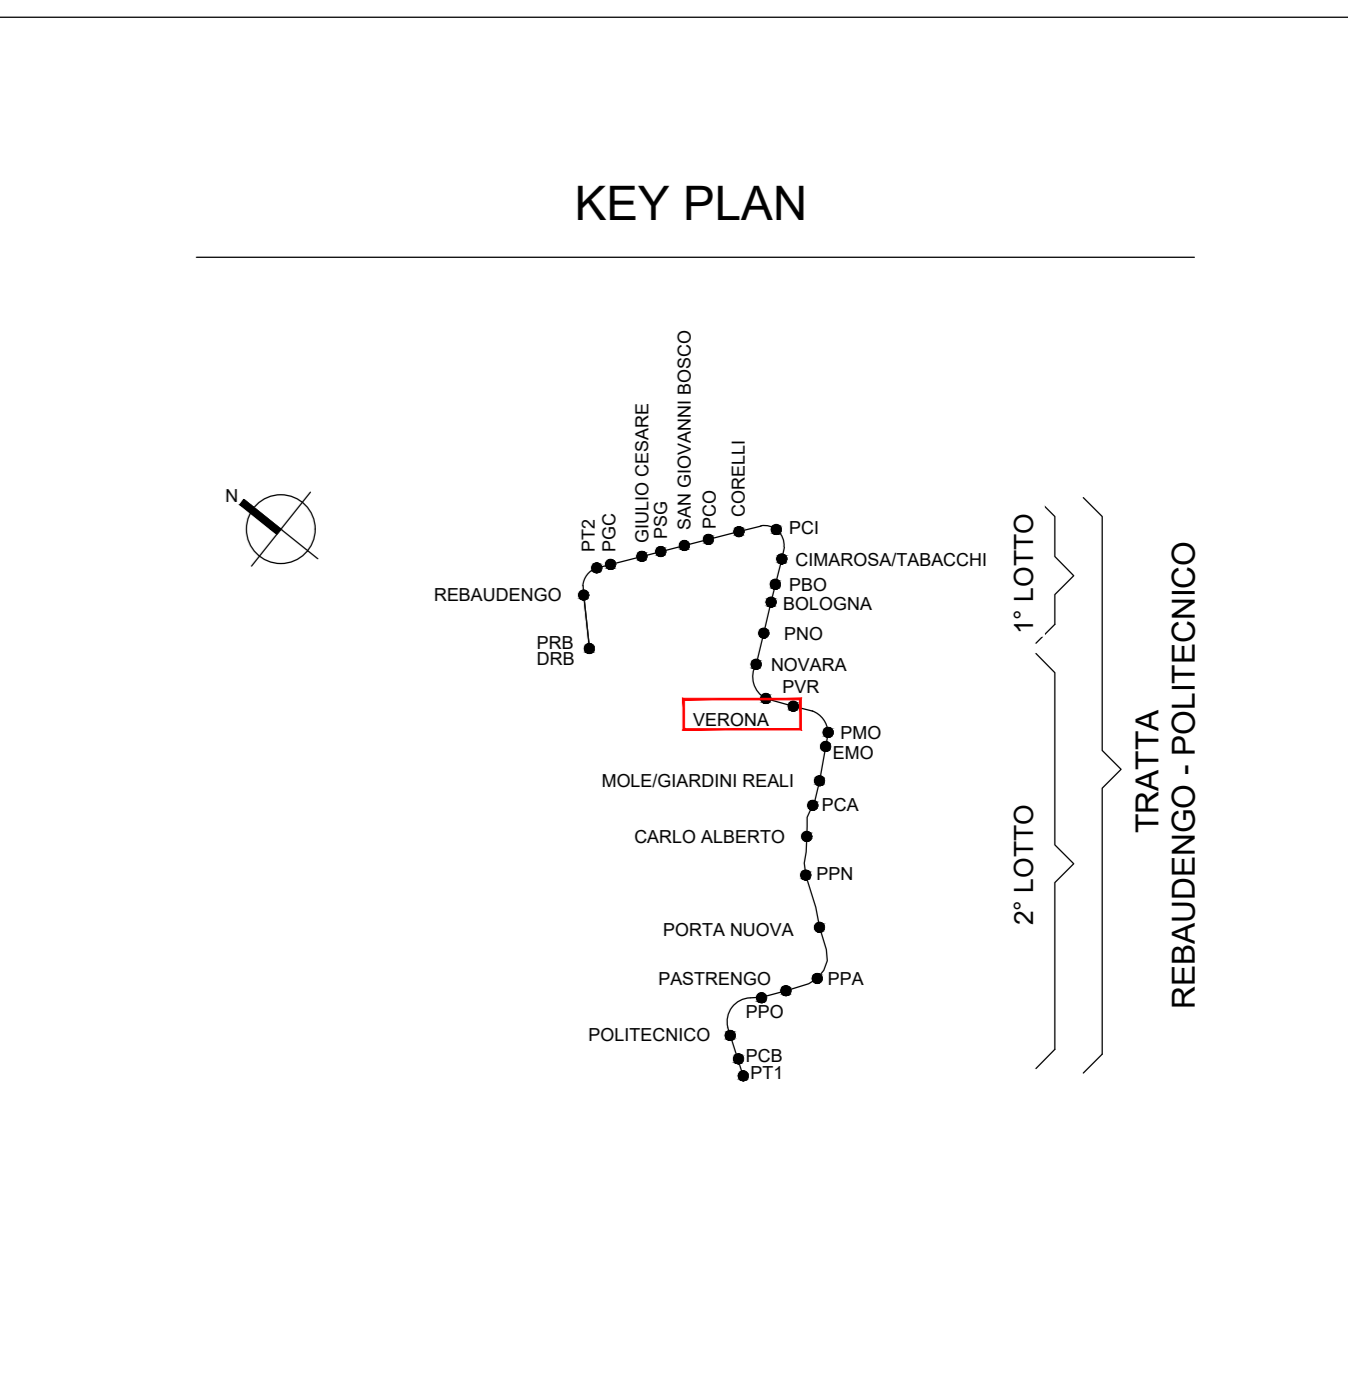 KEY PLAN
N
REBAUDENGO
PRB
DRB
PT2
PGC
GIULIO CESARE
PSG
SAN GIOVANNI BOSCO
PCO
CORELLI
PCI
CIMAROSA/TABACCHI
PBO
BOLOGNA
PNO
NOVARA
PVR
VERONA
PMO
EMO
MOLE/GIARDINI REALI
PCA
CARLO ALBERTO
PPN
PORTA NUOVA
PASTRENGO
PPA
PPO
POLITECNICO
PCB
PT1
1° LOTTO
2° LOTTO
TRATTA
REBAUDENGO - POLITECNICO